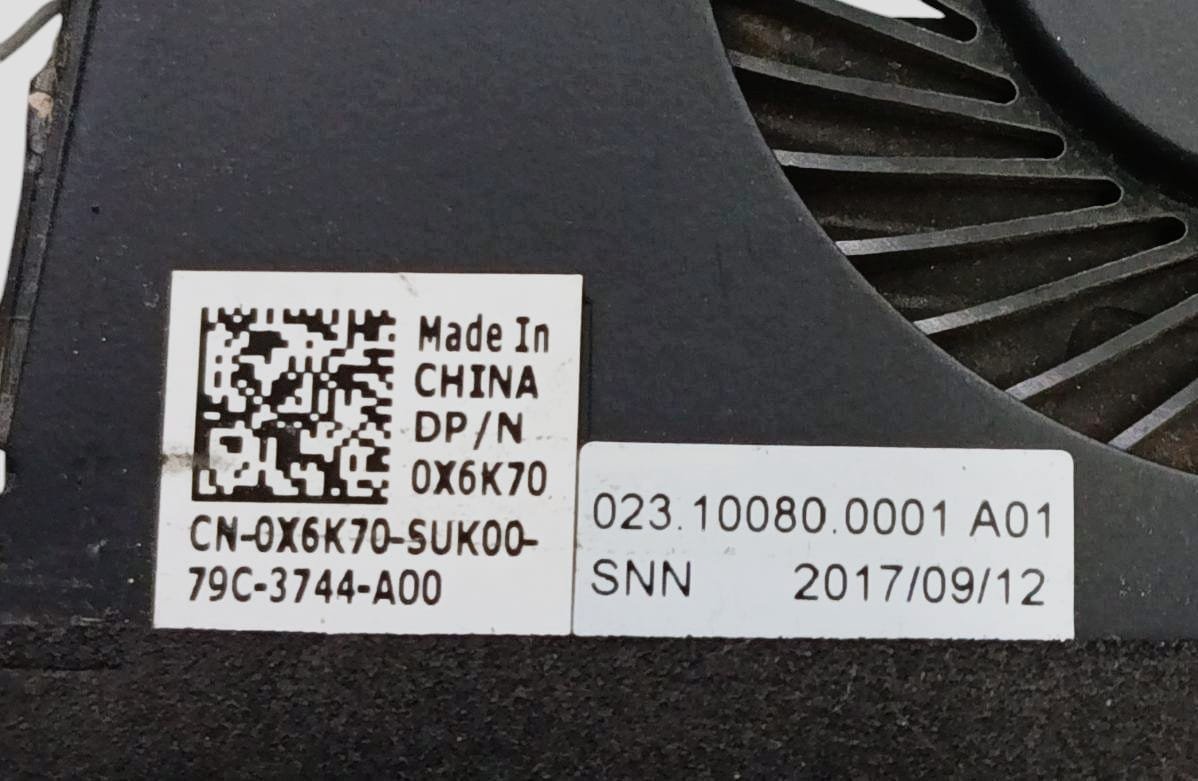 Made In
CHINA
DP/N
0X6K70
CN-0X6K70-SUK00-
79C-3744-A00
023.10080.0001 A01
SNN 2017/09/12